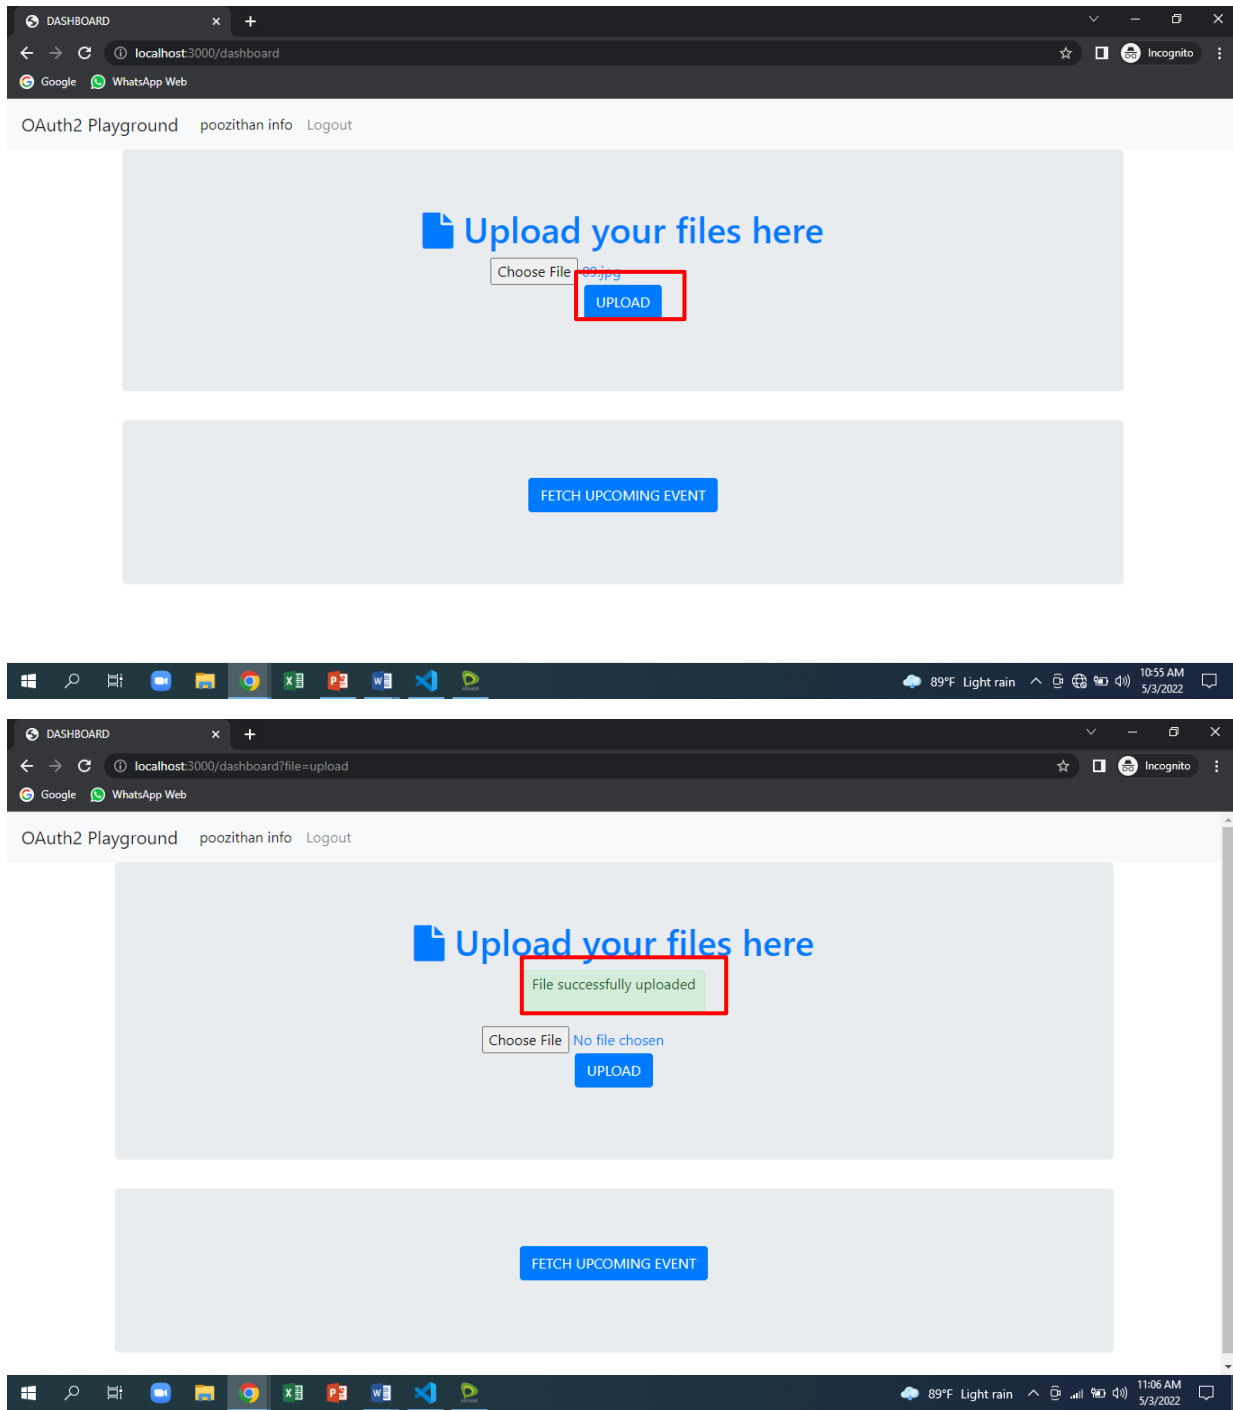 DASHBOARD
localhost:3000/dashboard
Incognito
Google WhatsApp Web
OAuth2 Playground poozithan info Logout
Upload your files here
Choose File 09.jpg
UPLOAD
FETCH UPCOMING EVENT
89°F Light rain
10:55 AM
5/3/2022
DASHBOARD
localhost:3000/dashboard?file=upload
Incognito
Google WhatsApp Web
OAuth2 Playground poozithan info Logout
Upload your files here
File successfully uploaded
Choose File No file chosen
UPLOAD
FETCH UPCOMING EVENT
89°F Light rain
11:06 AM
5/3/2022